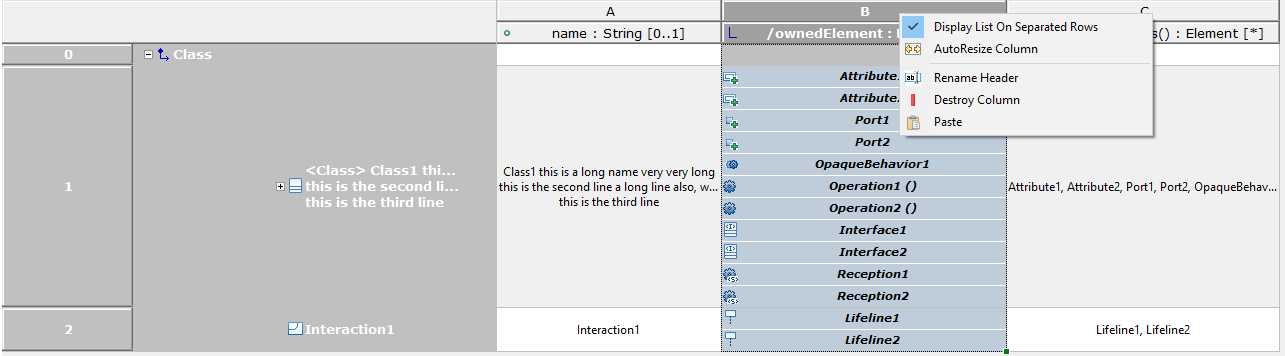 A B C
name : String [0..1] /ownedElement : s() : Element [*]
Display List On Separated Rows
AutoResize Column
Rename Header
Destroy Column
Paste
0 Class
1
<Class> Class1 thi...
this is the second li...
this is the third line
Class1 this is a long name very very long
this is the second line a long line also, w...
this is the third line
Attribute
Attribute
Port1
Port2
OpaqueBehavior1
Operation1 ()
Operation2 ()
Interface1
Interface2
Reception1
Reception2
Attribute1, Attribute2, Port1, Port2, OpaqueBehav...
2 Interaction1 Interaction1
Lifeline1
Lifeline2
Lifeline1, Lifeline2